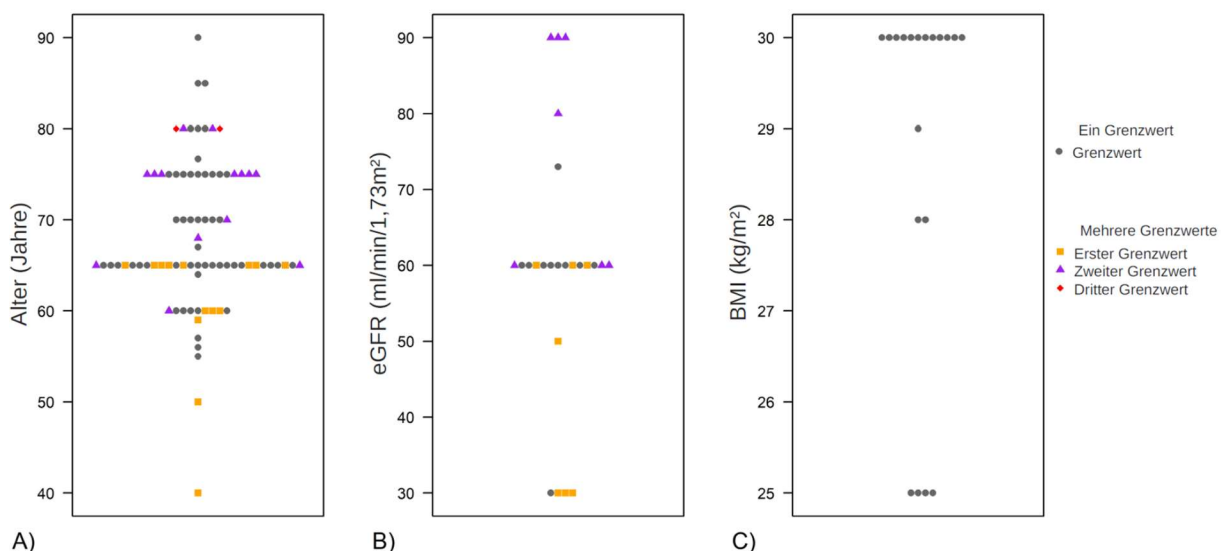 Alter (Jahre)
90
80
70
60
50
40
A)
eGFR (ml/min/1,73m²)
90
80
70
60
50
40
30
B)
BMI (kg/m²)
30
29
28
27
26
25
C)
Ein Grenzwert
Grenzwert
Mehrere Grenzwerte
Erster Grenzwert
Zweiter Grenzwert
Dritter Grenzwert